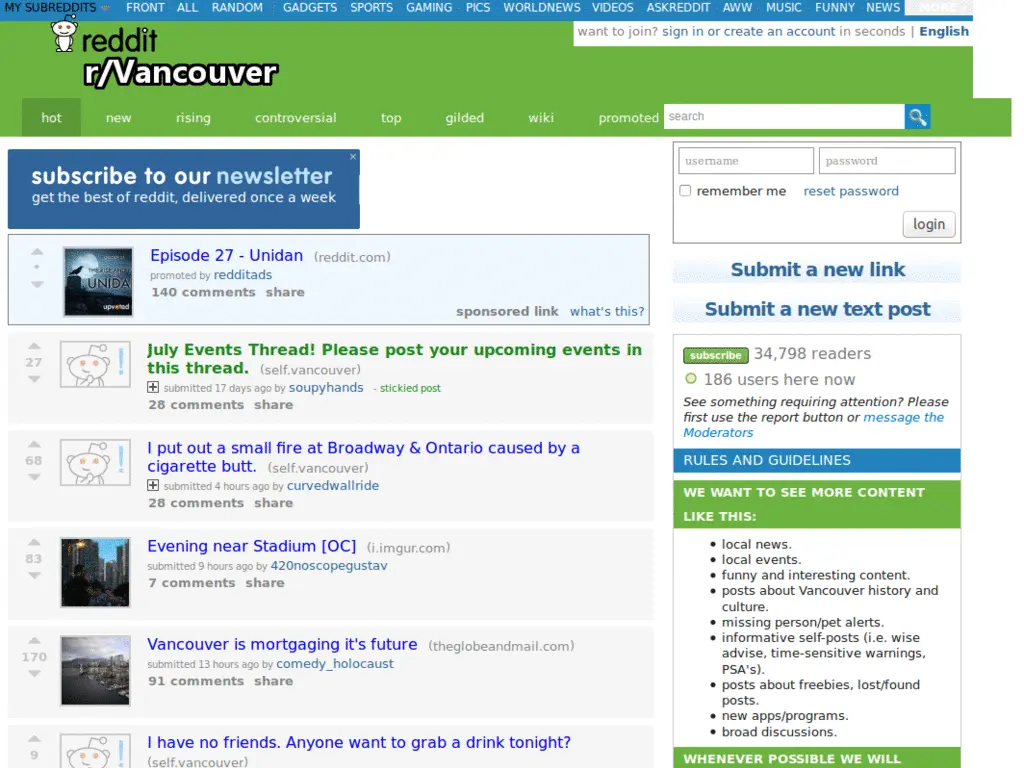 MY SUBREDDITS FRONT ALL RANDOM | GADGETS SPORTS GAMING PICS WORLDNEWS VIDEOS ASKREDDIT AWW MUSIC FUNNY NEWS MORE
want to join? sign in or create an account in seconds | English
reddit
r/Vancouver
hot new rising controversial top gilded wiki promoted search
subscribe to our newsletter ×
get the best of reddit, delivered once a week
Episode 27 - Unidan (reddit.com)
promoted by redditads
140 comments share
sponsored link what's this?
UNIDA
upvoted
27
July Events Thread! Please post your upcoming events in
this thread. (self.vancouver)
submitted 17 days ago by soupyhands - stickied post
28 comments share
68
I put out a small fire at Broadway & Ontario caused by a
cigarette butt. (self.vancouver)
submitted 4 hours ago by curvedwallride
28 comments share
83
Evening near Stadium [OC] (i.imgur.com)
submitted 9 hours ago by 420noscopegustav
7 comments share
170
Vancouver is mortgaging it's future (theglobeandmail.com)
submitted 13 hours ago by comedy_holocaust
91 comments share
9
I have no friends. Anyone want to grab a drink tonight?
(self.vancouver)
username password
remember me reset password
login
Submit a new link
Submit a new text post
subscribe 34,798 readers
186 users here now
See something requiring attention? Please
first use the report button or message the
Moderators
RULES AND GUIDELINES
WE WANT TO SEE MORE CONTENT
LIKE THIS:
• local news.
• local events.
• funny and interesting content.
• posts about Vancouver history and
culture.
• missing person/pet alerts.
• informative self-posts (i.e. wise
advise, time-sensitive warnings,
PSA's).
• posts about freebies, lost/found
posts.
• new apps/programs.
• broad discussions.
WHENEVER POSSIBLE WE WILL